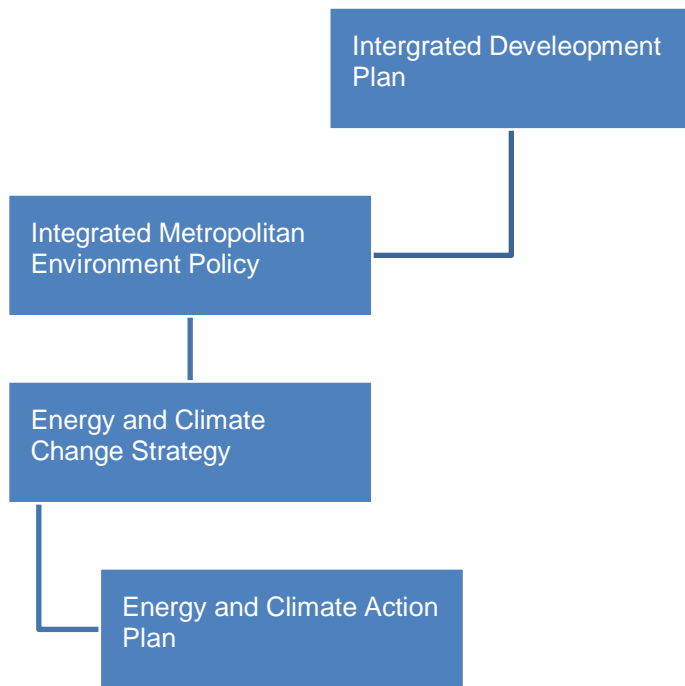 Intergrated Develeopment
Plan
Integrated Metropolitan
Environment Policy
Energy and Climate
Change Strategy
Energy and Climate Action
Plan